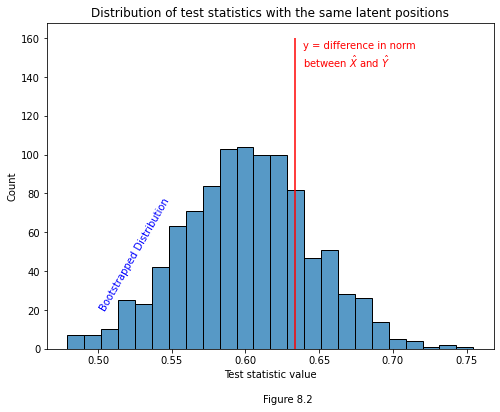 Distribution of test statistics with the same latent positions
y = difference in norm
between X̂ and Ŷ
Bootstrapped Distribution
Count
160
140
120
100
80
60
40
20
0
0.50 0.55 0.60 0.65 0.70 0.75
Test statistic value
Figure 8.2